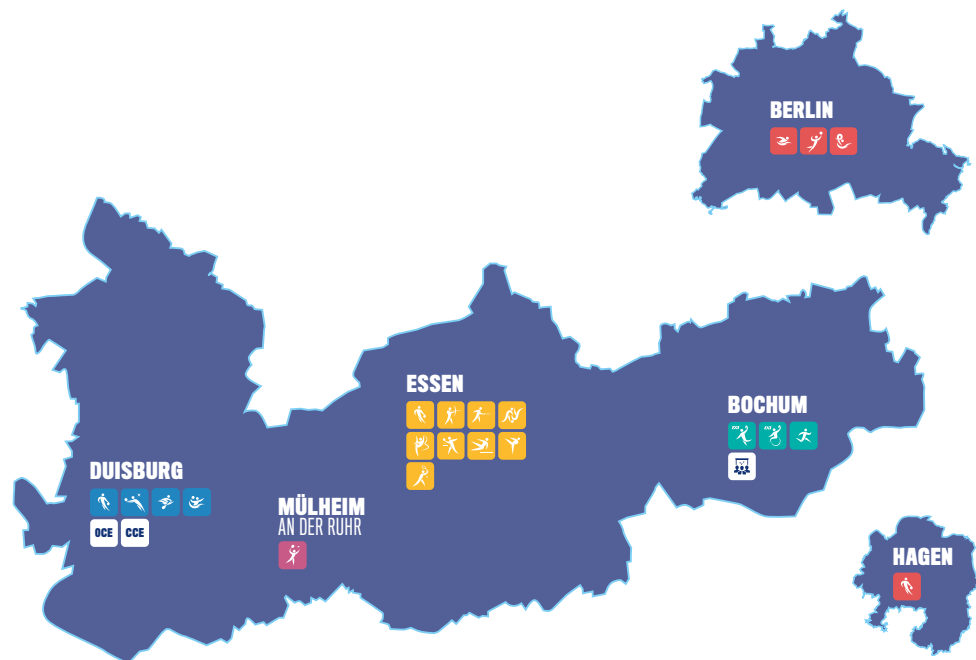 BERLIN
ESSEN
BOCHUM
DUISBURG
OCE CCE
MÜLHEIM
AN DER RUHR
HAGEN